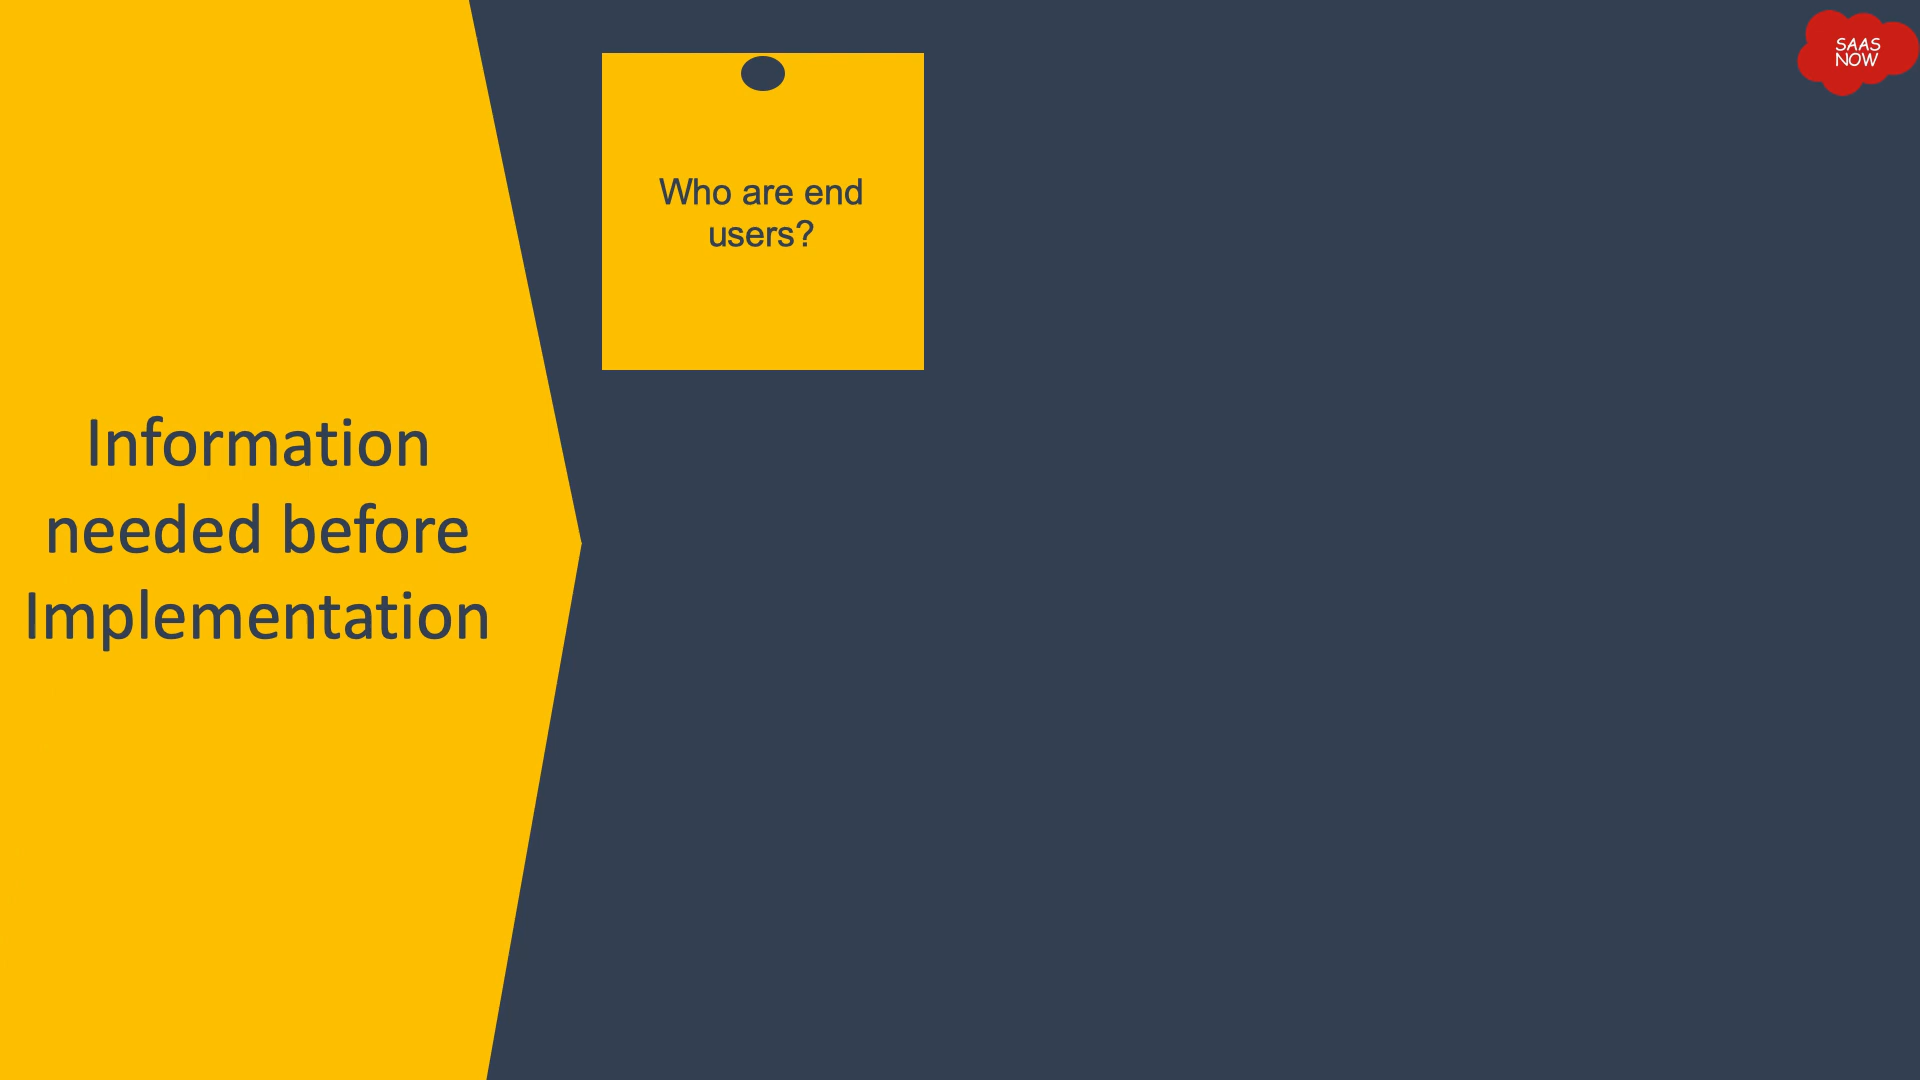 Information
needed before
Implementation
Who are end
users?
SAAS
NOW